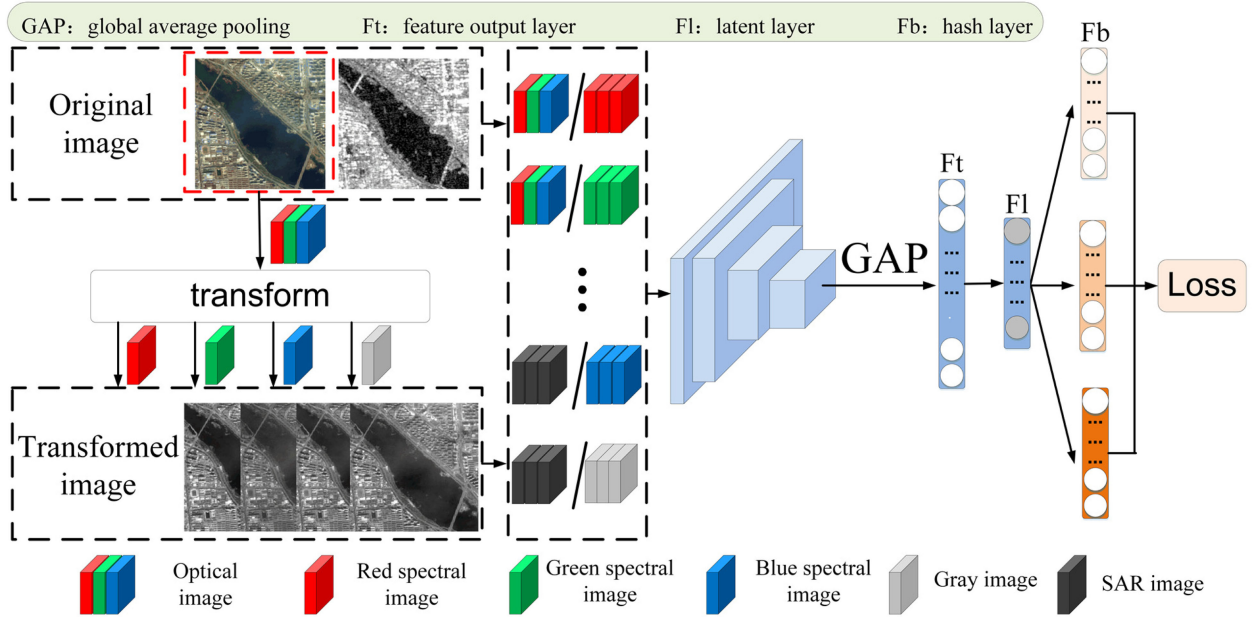 GAP: global average pooling Ft: feature output layer Fl: latent layer Fb: hash layer
Original
image
transform
Transformed
image
GAP
Ft
Fl
Fb
Loss
Optical
image
Red spectral
image
Green spectral
image
Blue spectral
image
Gray image
SAR image